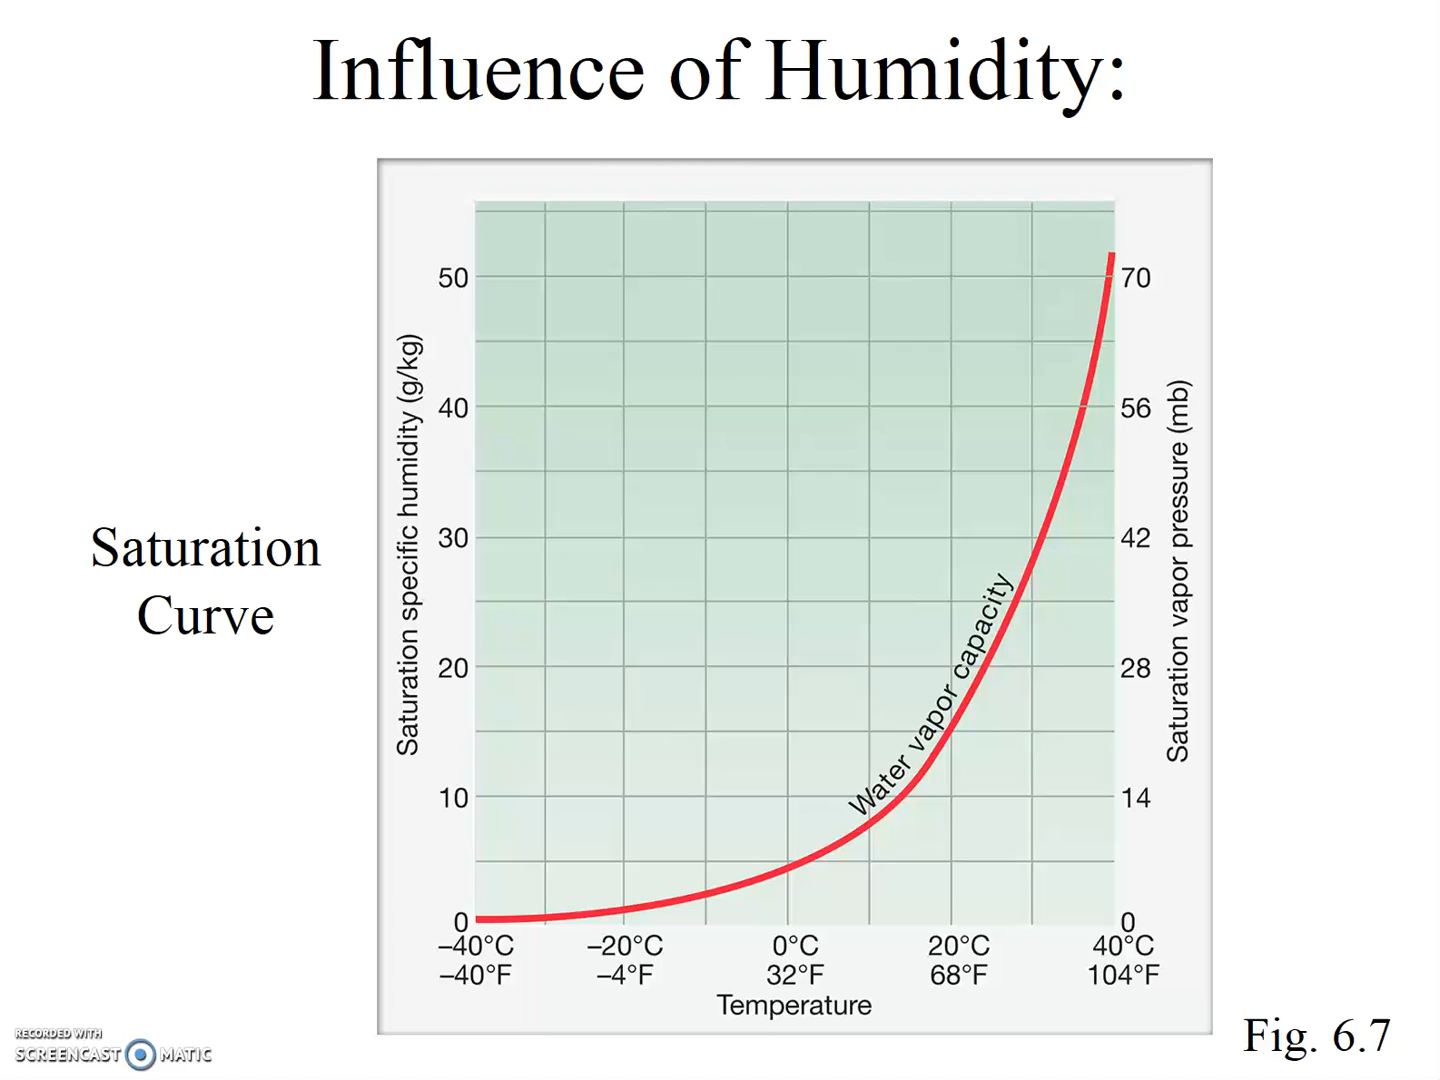 Influence of Humidity:
Saturation
Curve
Saturation specific humidity (g/kg)
50
40
30
20
10
0
Water vapor capacity
70
56
42
28
14
0
Saturation vapor pressure (mb)
–40°C –20°C 0°C 20°C 40°C
–40°F –4°F 32°F 68°F 104°F
Temperature
Fig. 6.7
RECORDED WITH
SCREENCAST MATIC